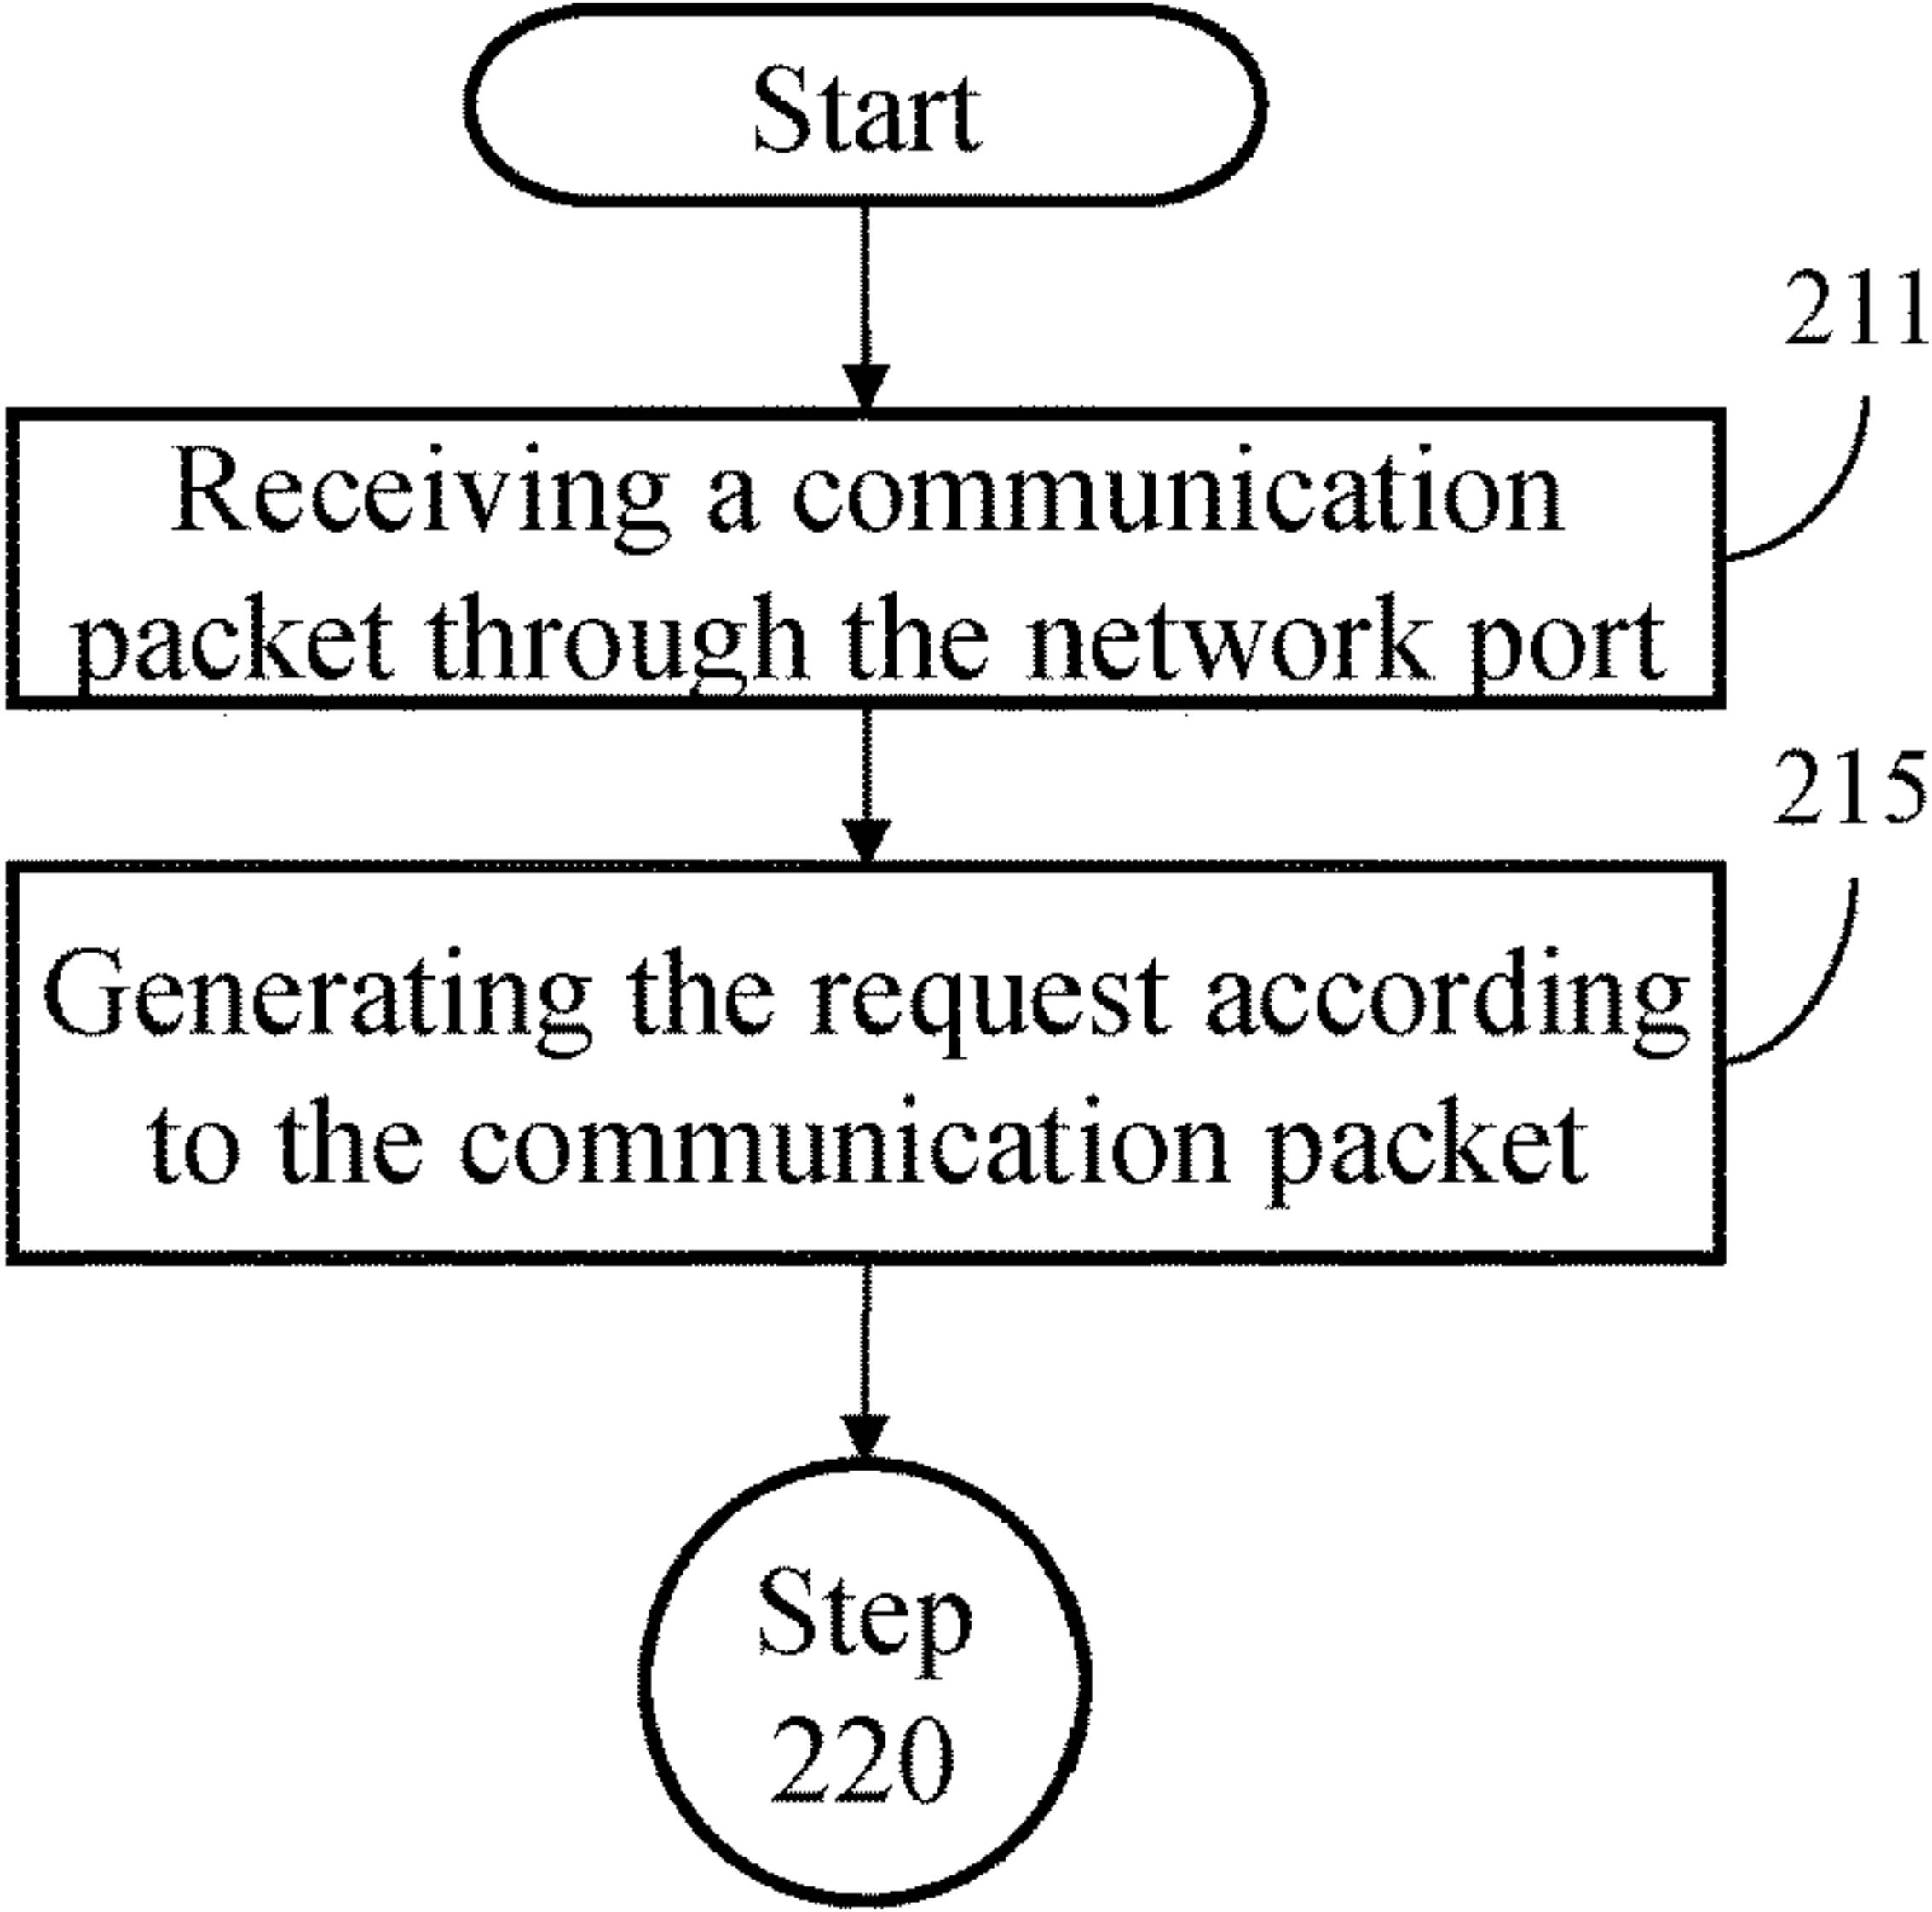 Start
211
Receiving a communication
packet through the network port
215
Generating the request according
to the communication packet
Step
220